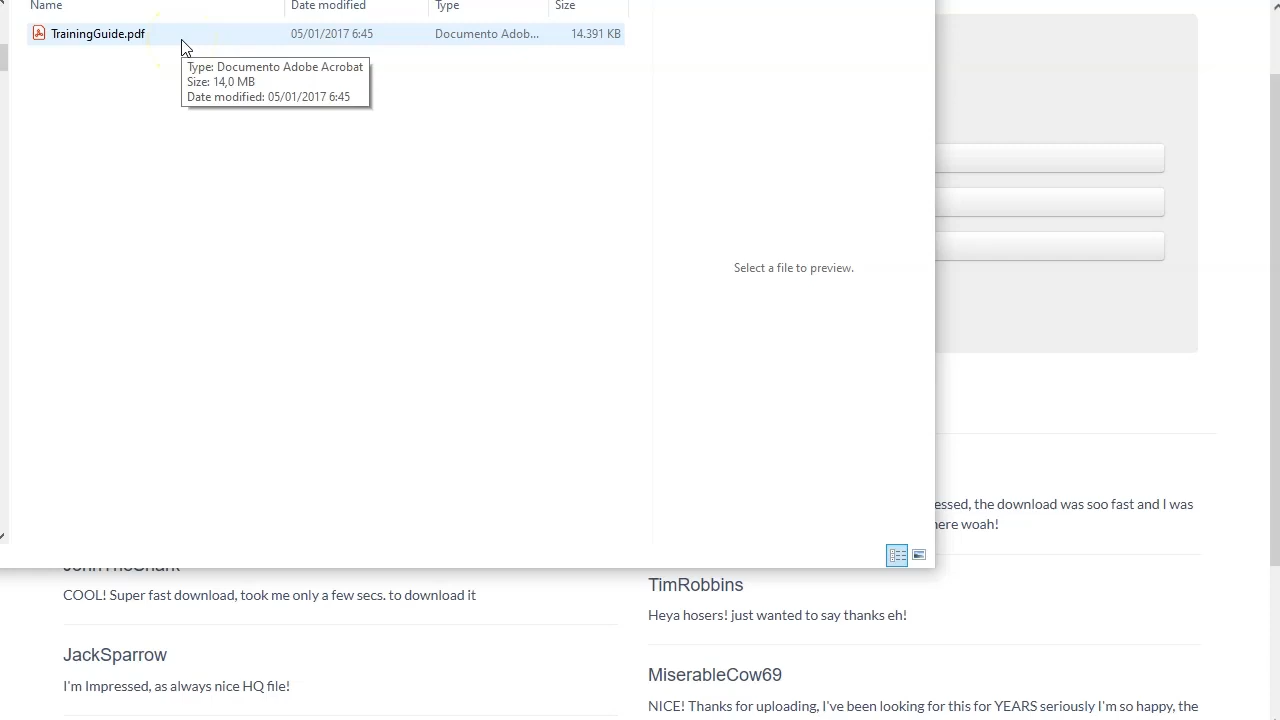 Name Date modified Type Size
TrainingGuide.pdf 05/01/2017 6:45 Documento Adob... 14.391 KB
Type: Documento Adobe Acrobat
Size: 14,0 MB
Date modified: 05/01/2017 6:45
Select a file to preview.
essed, the download was soo fast and I was
here woah!
JohnTheShark
COOL! Super fast download, took me only a few secs. to download it
JackSparrow
I'm Impressed, as always nice HQ file!
TimRobbins
Heya hosers! just wanted to say thanks eh!
MiserableCow69
NICE! Thanks for uploading, I've been looking for this for YEARS seriously I'm so happy, the